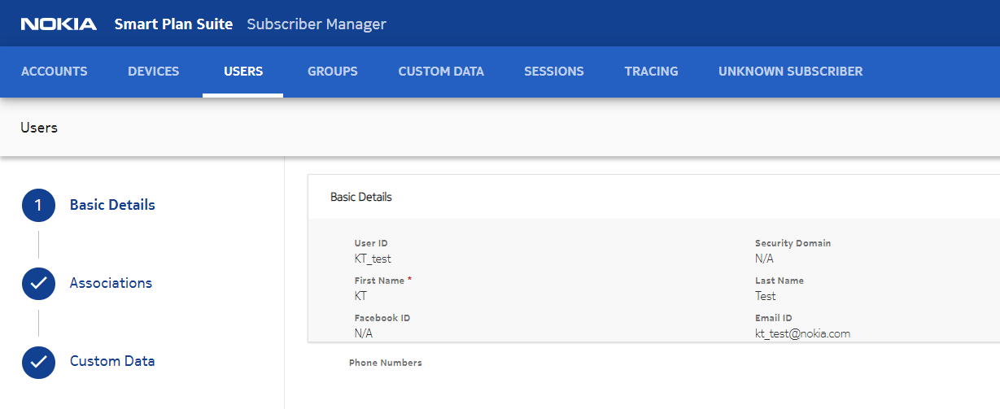 NOKIA Smart Plan Suite Subscriber Manager
ACCOUNTS DEVICES USERS GROUPS CUSTOM DATA SESSIONS TRACING UNKNOWN SUBSCRIBER
Users
1 Basic Details
Associations
Custom Data
Basic Details
User ID Security Domain
KT_test N/A
First Name * Last Name
KT Test
Facebook ID Email ID
N/A kt_test@nokia.com
Phone Numbers